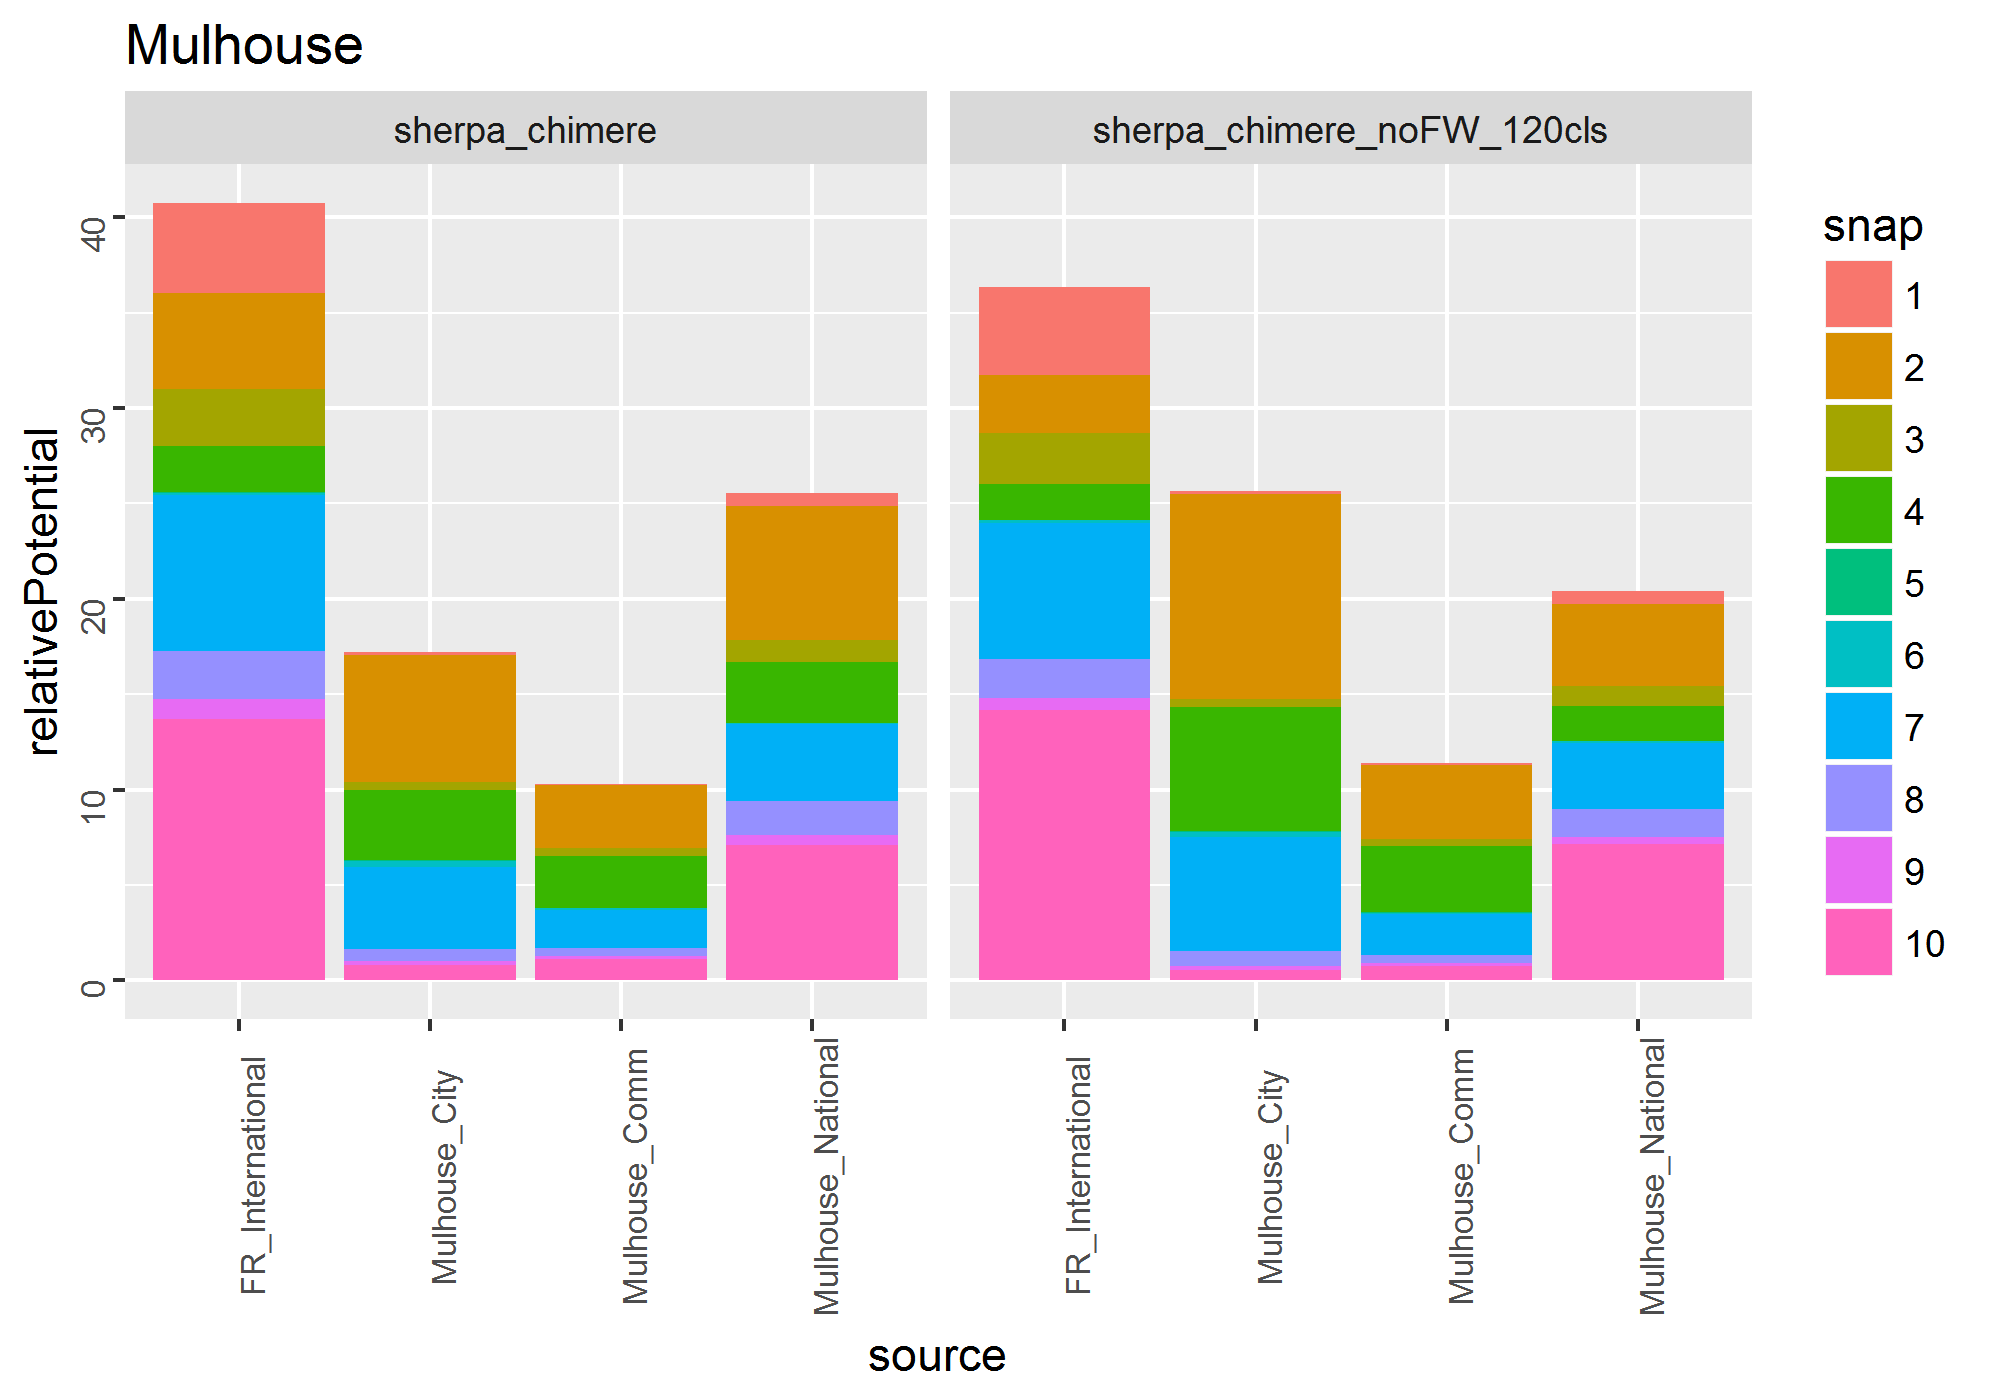 Mulhouse
sherpa_chimere
sherpa_chimere_noFW_120cls
relativePotential
40
30
20
10
0
FR_International
Mulhouse_City
Mulhouse_Comm
Mulhouse_National
FR_International
Mulhouse_City
Mulhouse_Comm
Mulhouse_National
source
snap
1
2
3
4
5
6
7
8
9
10